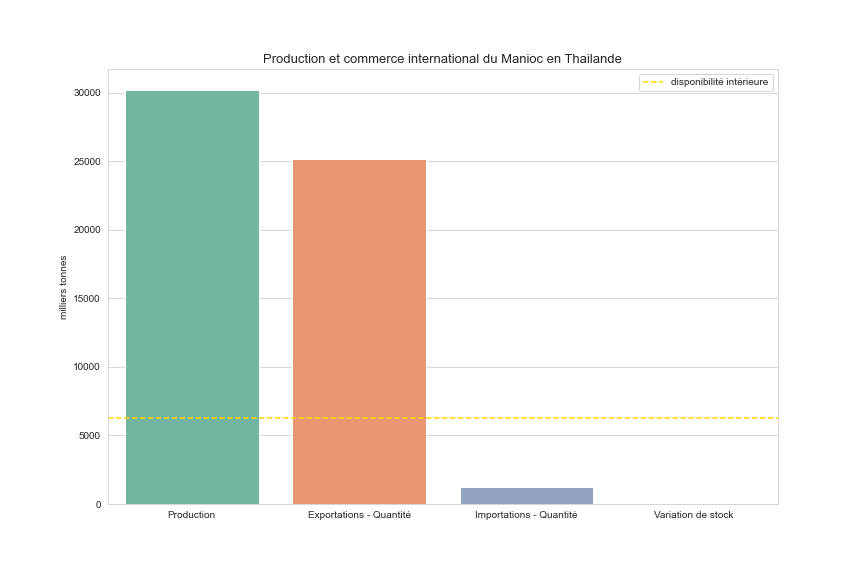 Production et commerce international du Manioc en Thailande
disponibilité intérieure
30000
25000
20000
15000
10000
5000
0
milliers tonnes
Production
Exportations - Quantité
Importations - Quantité
Variation de stock